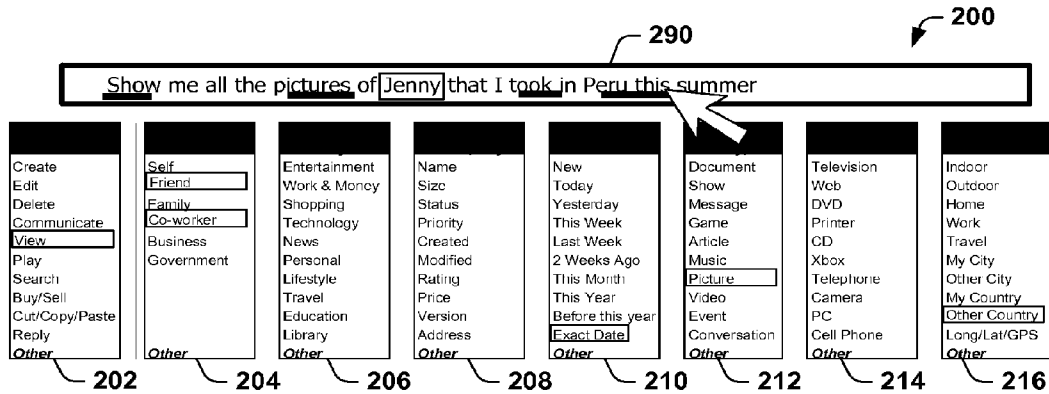 200
290
Show me all the pictures of Jenny that I took in Peru this summer
Create
Edit
Delete
Communicate
View
Play
Search
Buy/Sell
Cut/Copy/Paste
Reply
Other
202
Self
Friend
Family
Co-worker
Business
Government
Other
204
Entertainment
Work & Money
Shopping
Technology
News
Personal
Lifestyle
Travel
Education
Library
Other
206
Name
Size
Status
Priority
Created
Modified
Rating
Price
Version
Address
Other
208
New
Today
Yesterday
This Week
Last Week
2 Weeks Ago
This Month
This Year
Before this year
Exact Date
Other
210
Document
Show
Message
Game
Article
Music
Picture
Video
Event
Conversation
Other
212
Television
Web
DVD
Printer
CD
Xbox
Telephone
Camera
PC
Cell Phone
Other
214
Indoor
Outdoor
Home
Work
Travel
My City
Other City
My Country
Other Country
Long/Lat/GPS
Other
216